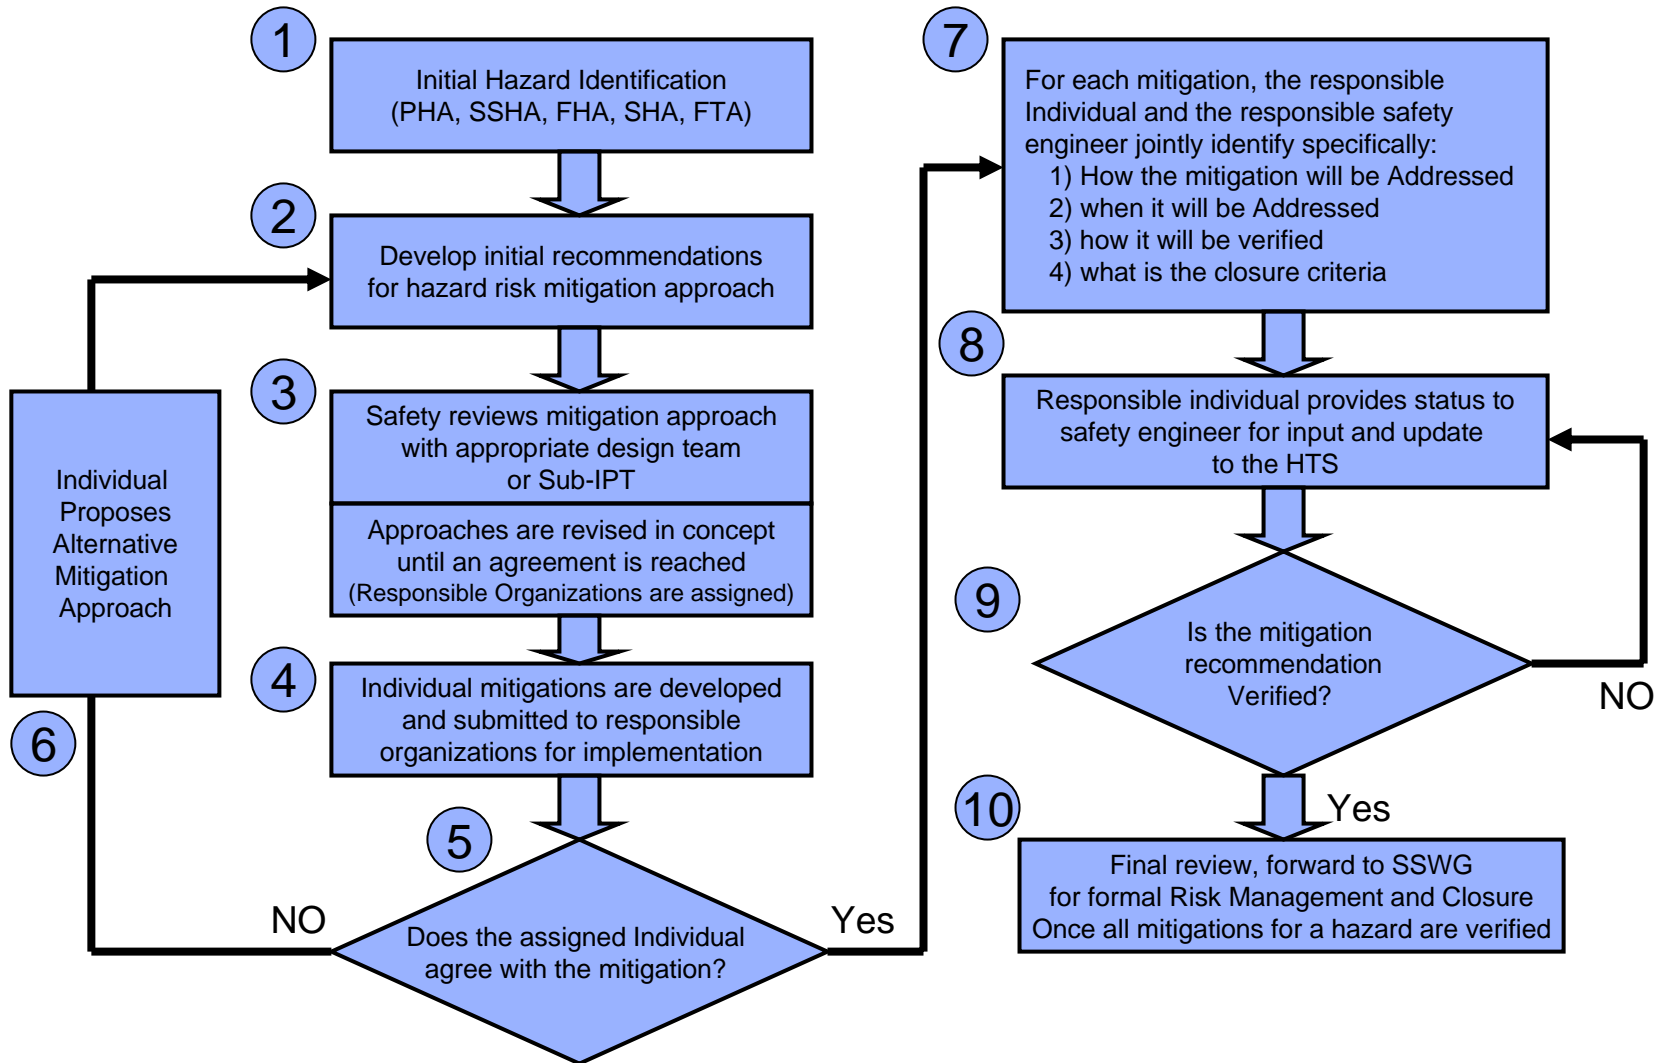 1
Initial Hazard Identification
(PHA, SSHA, FHA, SHA, FTA)
2
Develop initial recommendations
for hazard risk mitigation approach
3
Safety reviews mitigation approach
with appropriate design team
or Sub-IPT
Approaches are revised in concept
until an agreement is reached
(Responsible Organizations are assigned)
4
Individual mitigations are developed
and submitted to responsible
organizations for implementation
5
Does the assigned Individual
agree with the mitigation?
NO
Yes
6
Individual
Proposes
Alternative
Mitigation
Approach
7
For each mitigation, the responsible
Individual and the responsible safety
engineer jointly identify specifically:
1) How the mitigation will be Addressed
2) when it will be Addressed
3) how it will be verified
4) what is the closure criteria
8
Responsible individual provides status to
safety engineer for input and update
to the HTS
9
Is the mitigation
recommendation
Verified?
NO
Yes
10
Final review, forward to SSWG
for formal Risk Management and Closure
Once all mitigations for a hazard are verified